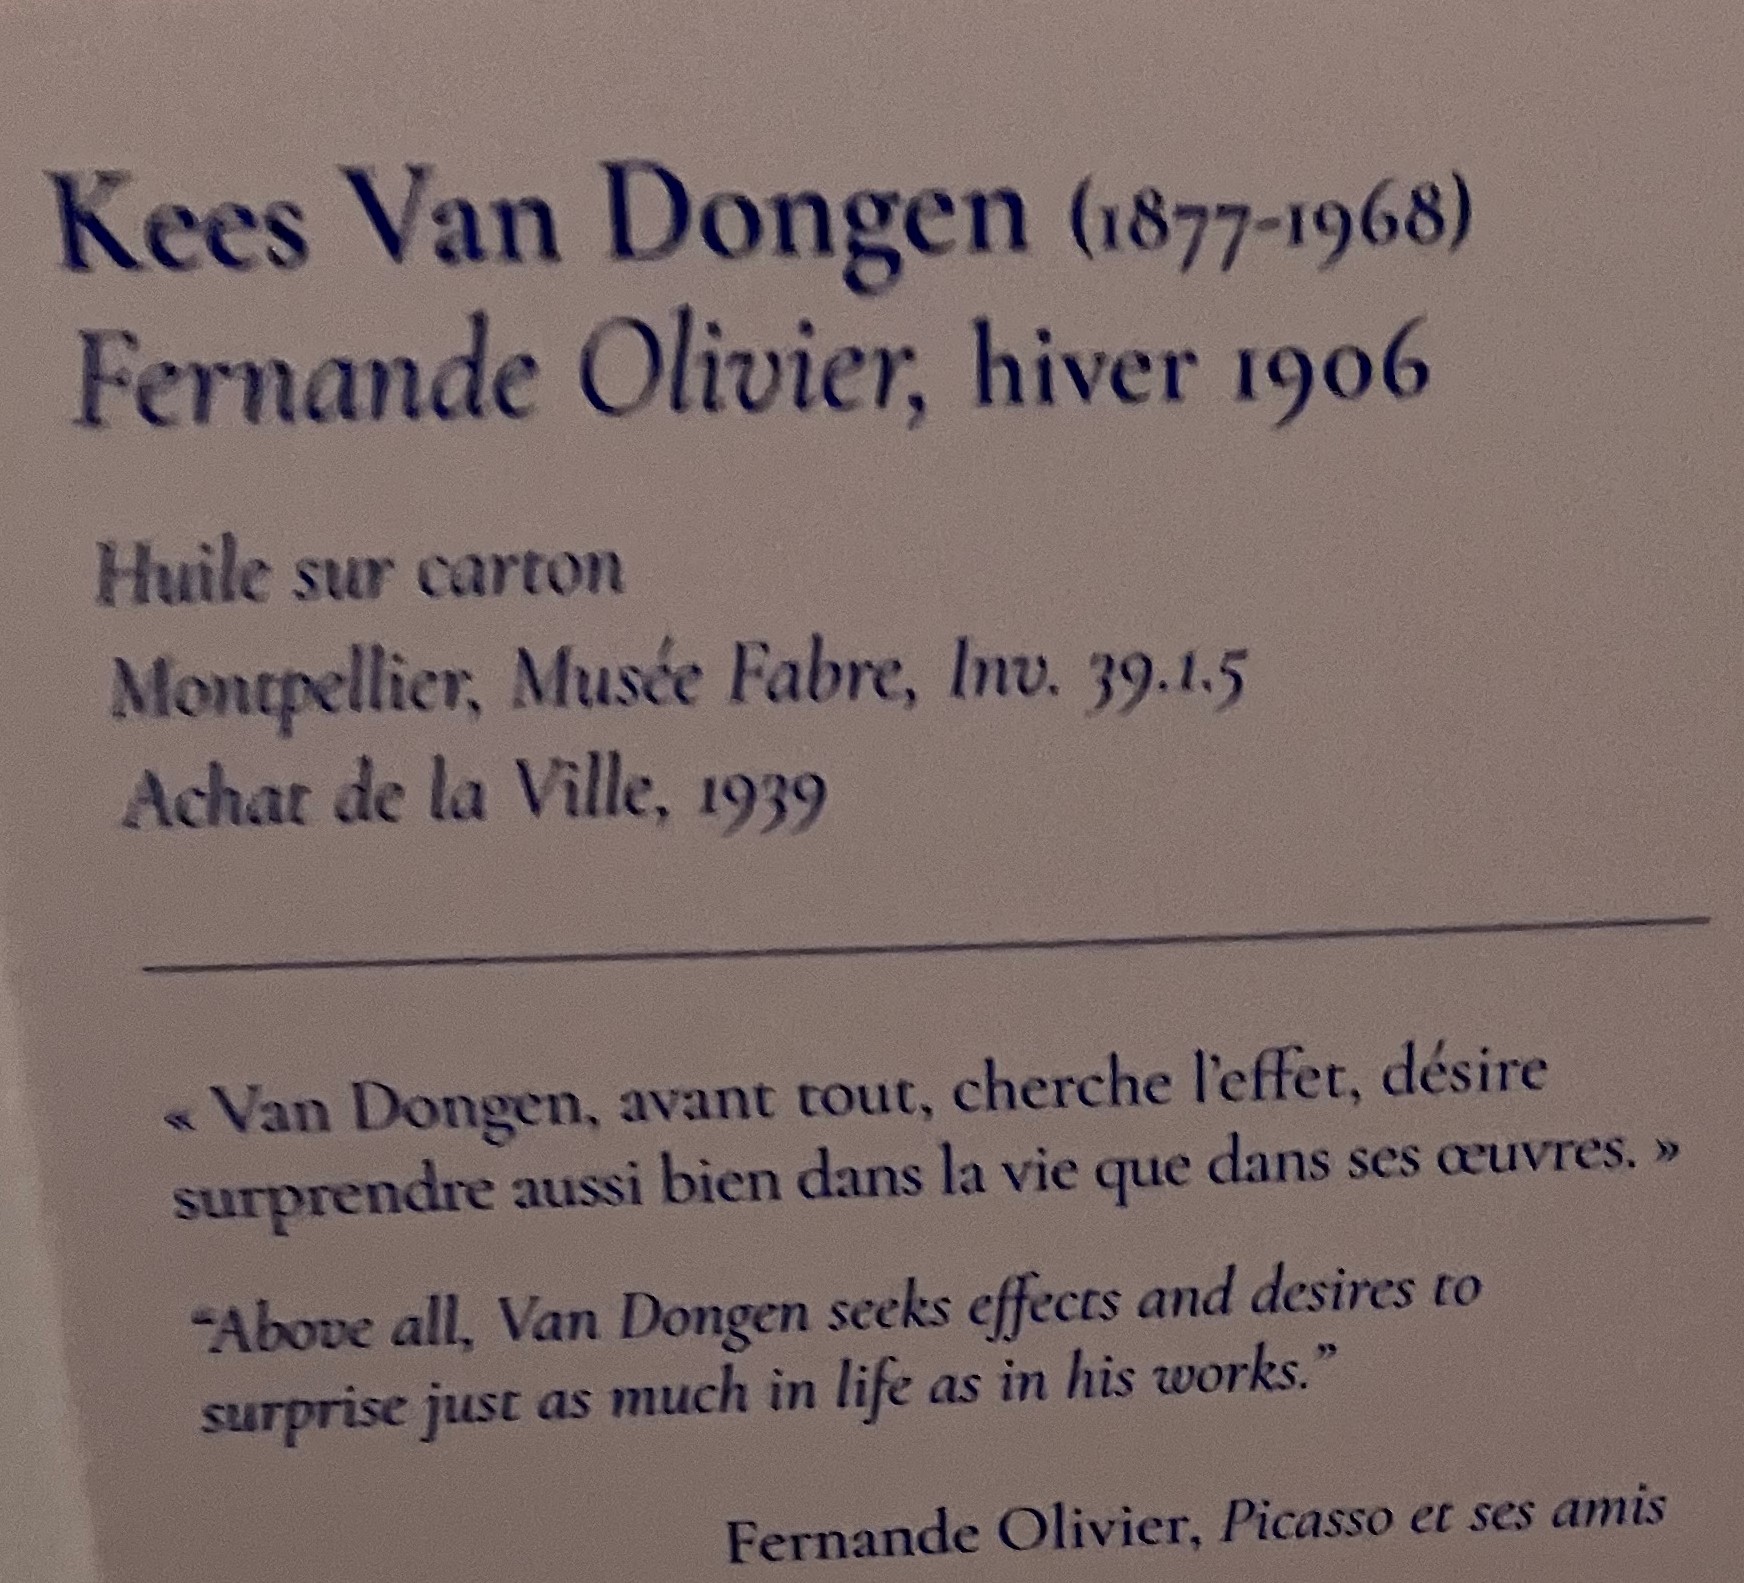 Kees Van Dongen (1877-1968)
Fernande Olivier, hiver 1906
Huile sur carton
Montpellier, Musée Fabre, Inv. 39.1.5
Achat de la Ville, 1939
« Van Dongen, avant tout, cherche l’effet, désire
surprendre aussi bien dans la vie que dans ses œuvres. »
“Above all, Van Dongen seeks effects and desires to
surprise just as much in life as in his works.”
Fernande Olivier, Picasso et ses amis